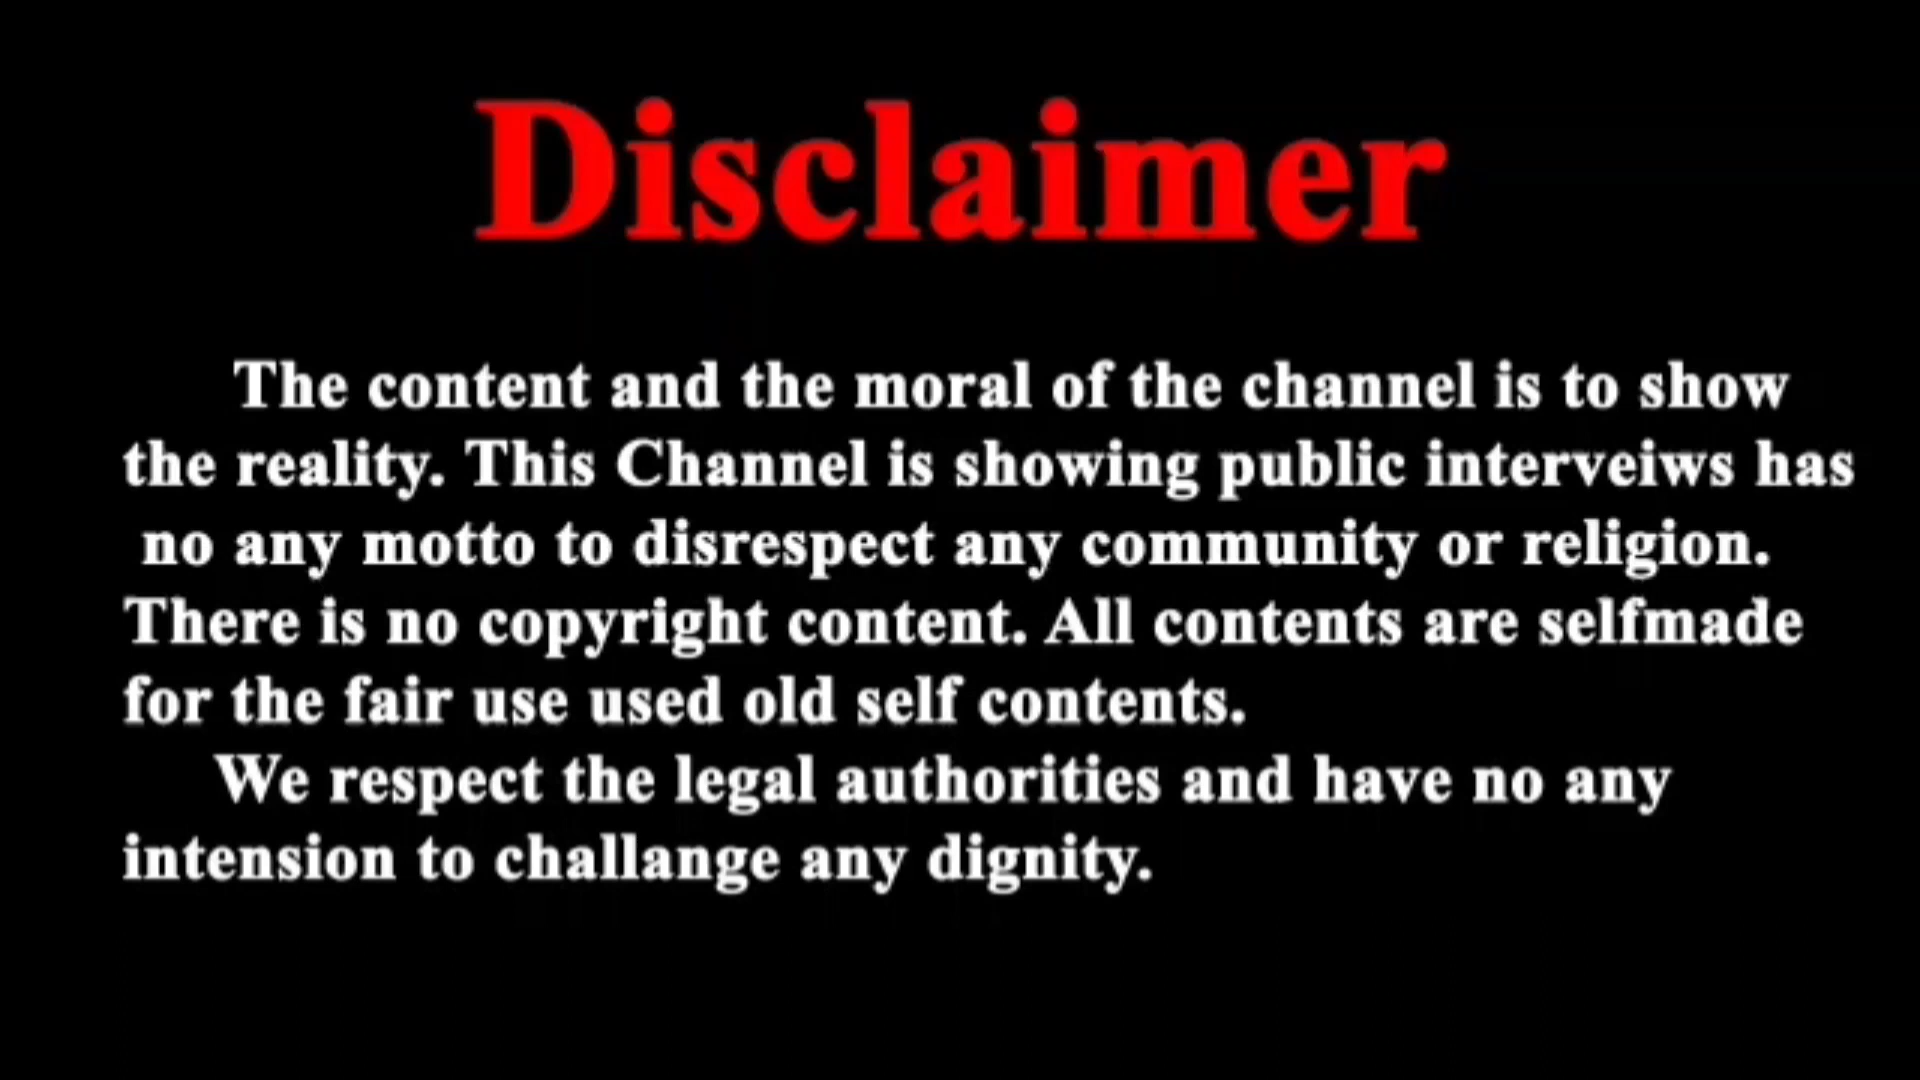 Disclaimer
The content and the moral of the channel is to show
the reality. This Channel is showing public interveiws has
no any motto to disrespect any community or religion.
There is no copyright content. All contents are selfmade
for the fair use used old self contents.
We respect the legal authorities and have no any
intension to challange any dignity.